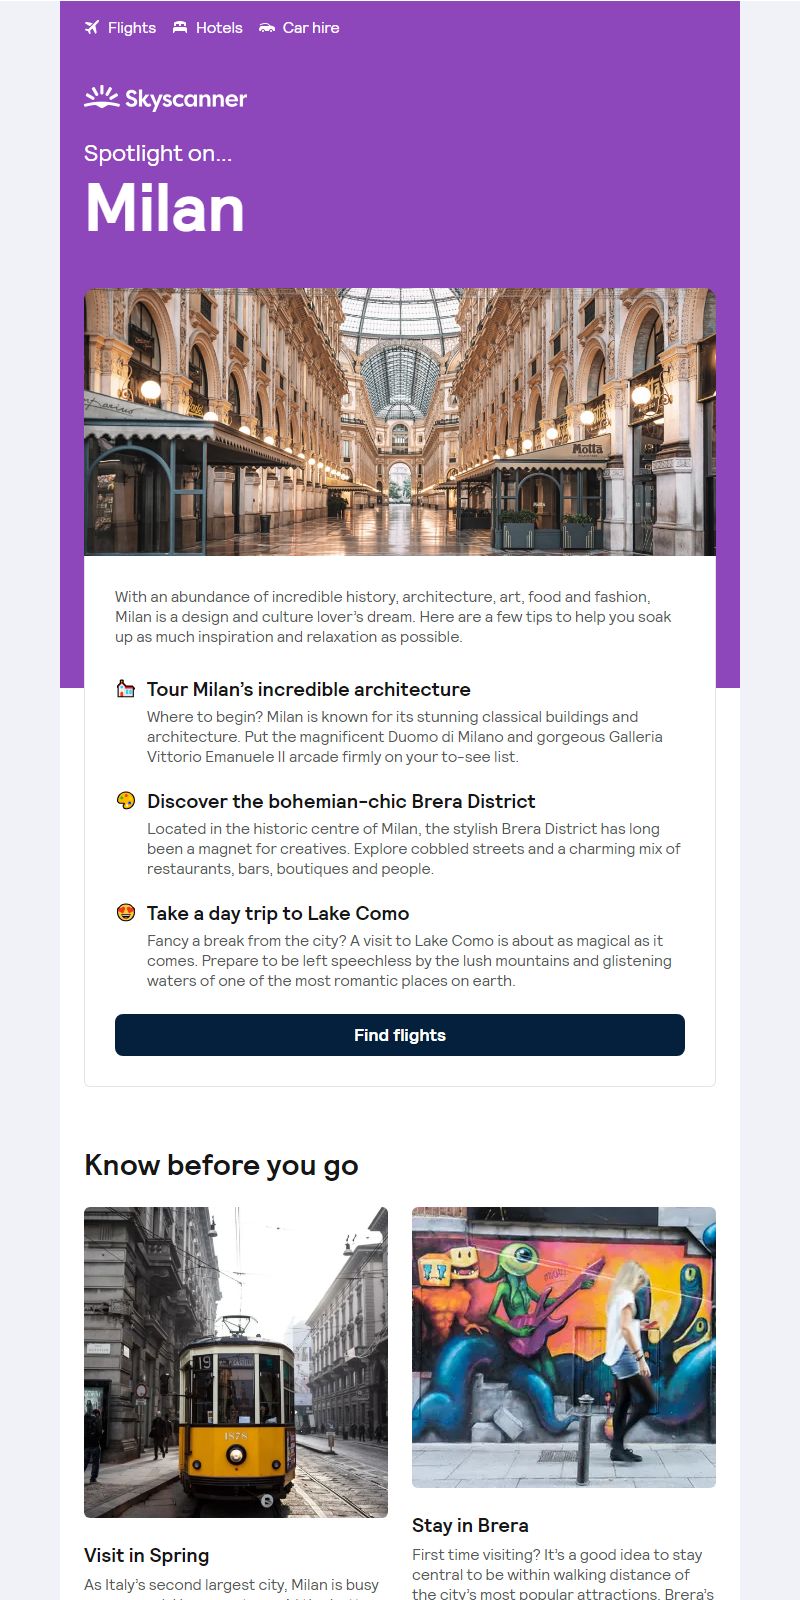 Flights Hotels Car hire
Skyscanner
Spotlight on...
Milan
Motta
With an abundance of incredible history, architecture, art, food and fashion,
Milan is a design and culture lover's dream. Here are a few tips to help you soak
up as much inspiration and relaxation as possible.
Tour Milan's incredible architecture
Where to begin? Milan is known for its stunning classical buildings and
architecture. Put the magnificent Duomo di Milano and gorgeous Galleria
Vittorio Emanuele II arcade firmly on your to-see list.
Discover the bohemian-chic Brera District
Located in the historic centre of Milan, the stylish Brera District has long
been a magnet for creatives. Explore cobbled streets and a charming mix of
restaurants, bars, boutiques and people.
Take a day trip to Lake Como
Fancy a break from the city? A visit to Lake Como is about as magical as it
comes. Prepare to be left speechless by the lush mountains and glistening
waters of one of the most romantic places on earth.
Find flights
Know before you go
19
1878
Visit in Spring
As Italy's second largest city, Milan is busy
Stay in Brera
First time visiting? It's a good idea to stay
central to be within walking distance of
the city's most popular attractions. Brera's